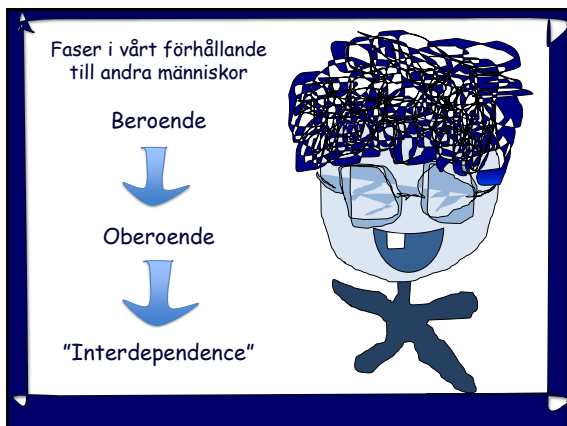 Faser i vårt förhållande
till andra människor
Beroende
Oberoende
”Interdependence”